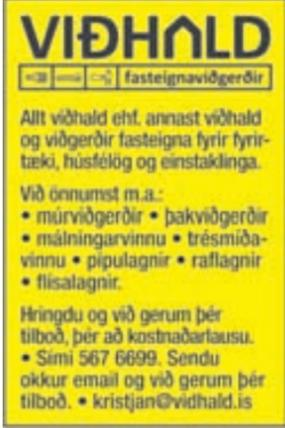 VIÐHALD
fasteignaviðgerðir
Allt viðhald ehf. annast viðhald
og viðgerðir fasteigna fyrir fyrir-
tæki, húsfélög og einstaklinga.
Við önnumst m.a.:
• múrviðgerðir • þakviðgerðir
• málningarvinnu • trésmíða-
vinnu • pípulagnir • raflagnir
• flísalagnir.
Hringdu og við gerum þér
tilboð, þér að kostnaðarlausu.
• Sími 567 6699. Sendu
okkur email og við gerum þér
tilboð. • kristjan@vidhald.is